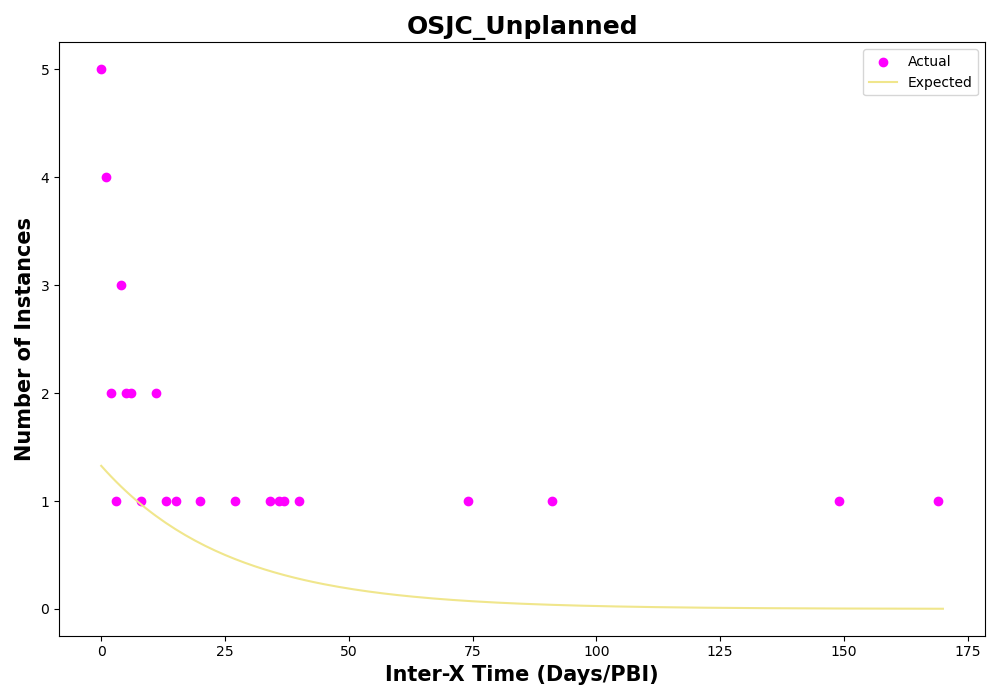 OSJC_Unplanned
Actual
Expected
5
4
3
2
1
0
Number of Instances
0 25 50 75 100 125 150 175
Inter-X Time (Days/PBI)